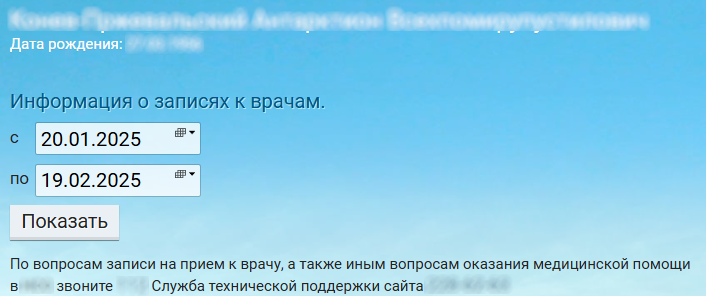 Дата рождения:
Информация о записях к врачам.
с 20.01.2025
по 19.02.2025
Показать
По вопросам записи на прием к врачу, а также иным вопросам оказания медицинской помощи
в звоните Служба технической поддержки сайта